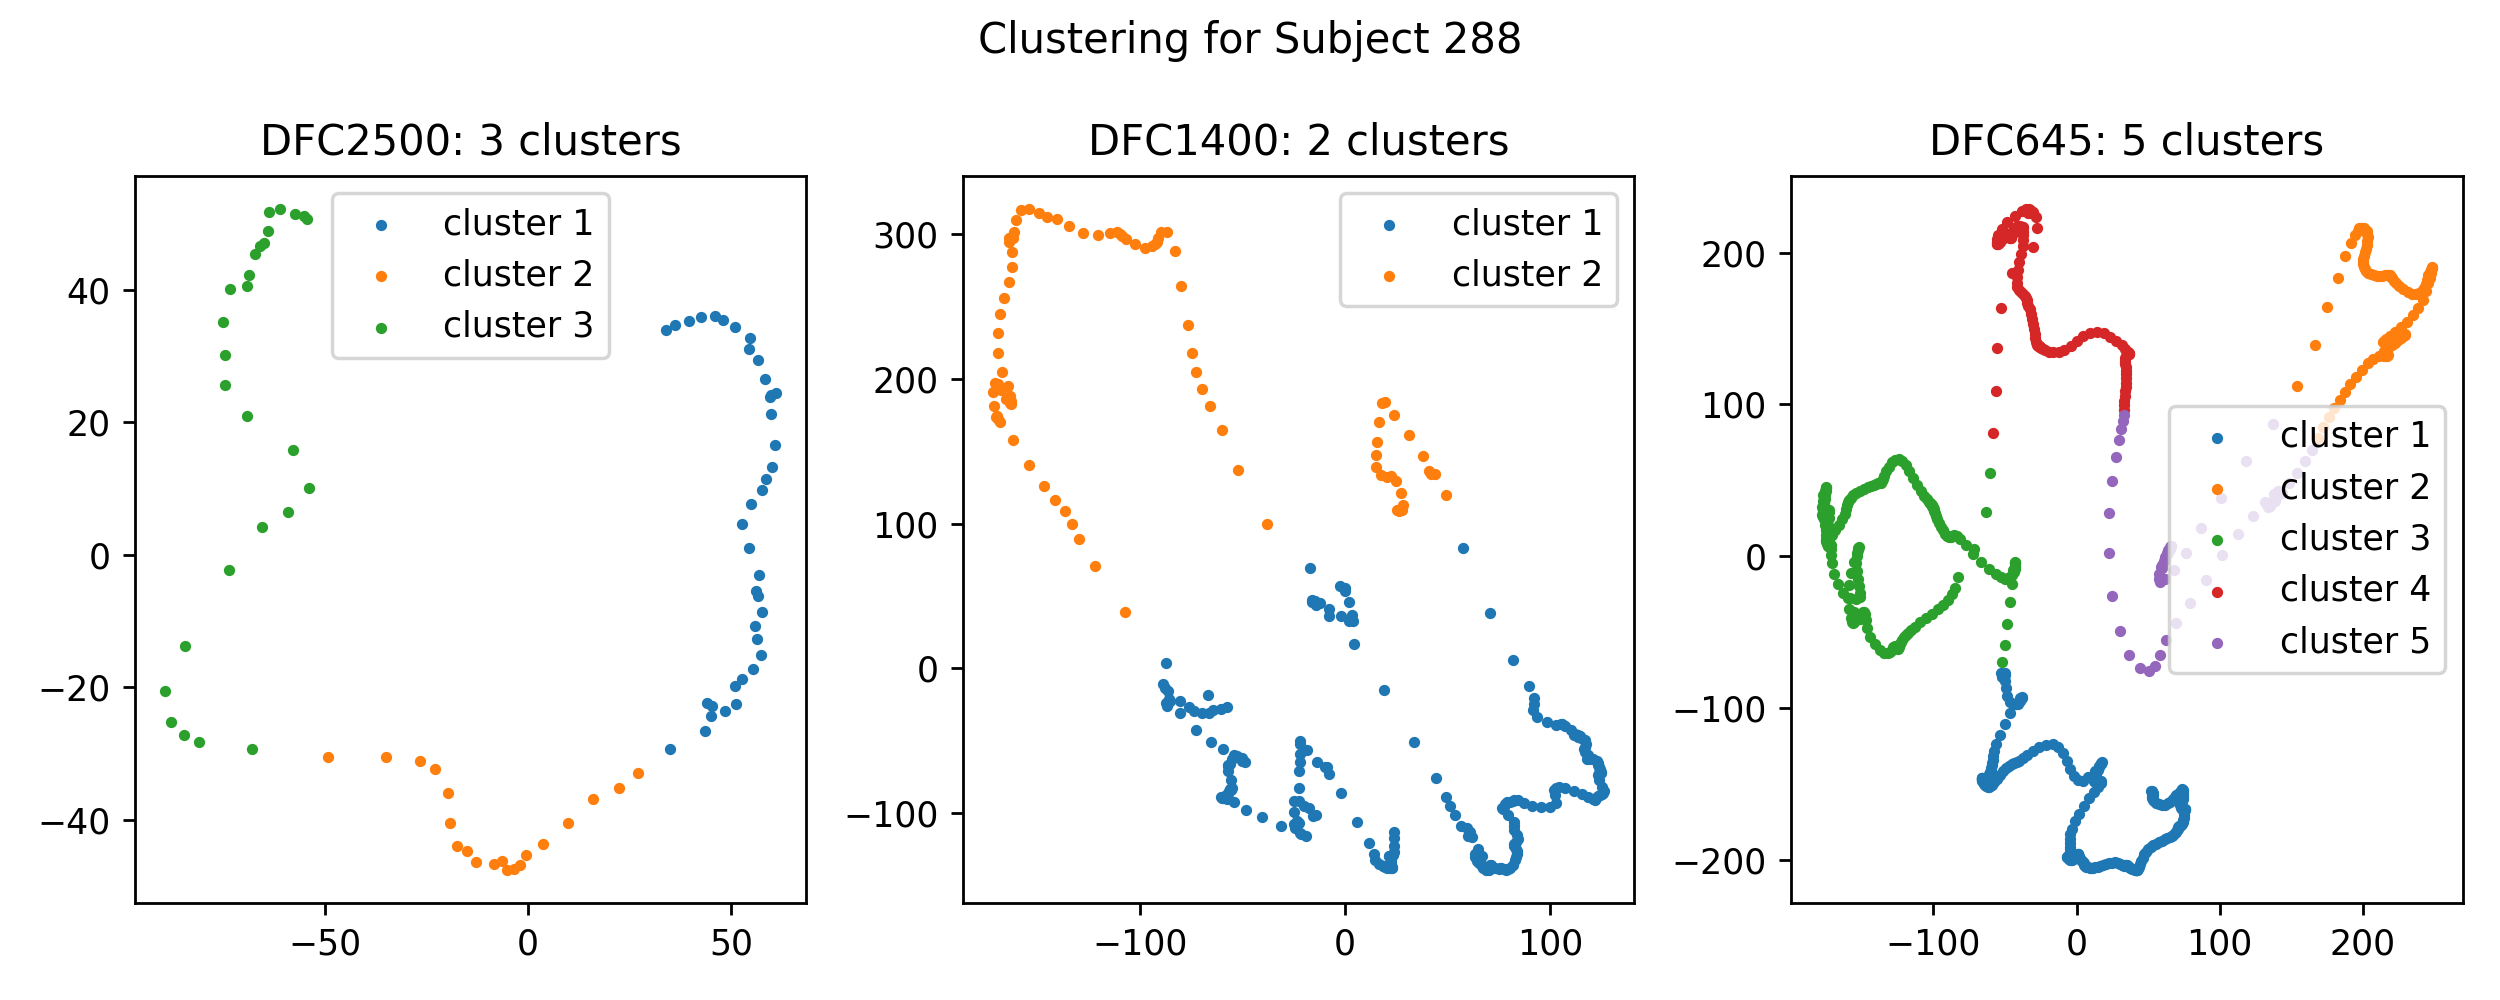 Clustering for Subject 288
DFC2500: 3 clusters
cluster 1
cluster 2
cluster 3
40
20
0
−20
−40
−50
0
50
DFC1400: 2 clusters
cluster 1
cluster 2
300
200
100
0
−100
−100
0
100
DFC645: 5 clusters
cluster 1
cluster 2
cluster 3
cluster 4
cluster 5
200
100
0
−100
−200
−100
0
100
200